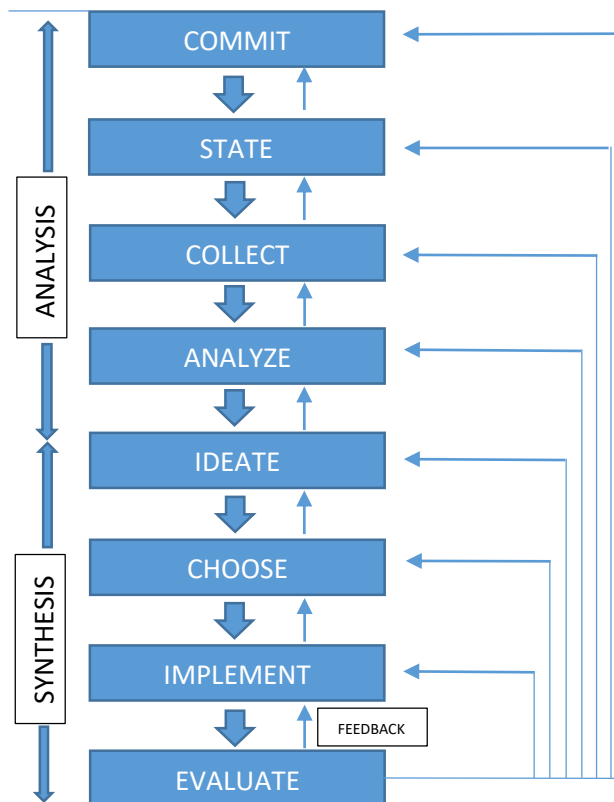 COMMIT
STATE
COLLECT
ANALYSIS
ANALYZE
IDEATE
CHOOSE
SYNTHESIS
IMPLEMENT
FEEDBACK
EVALUATE